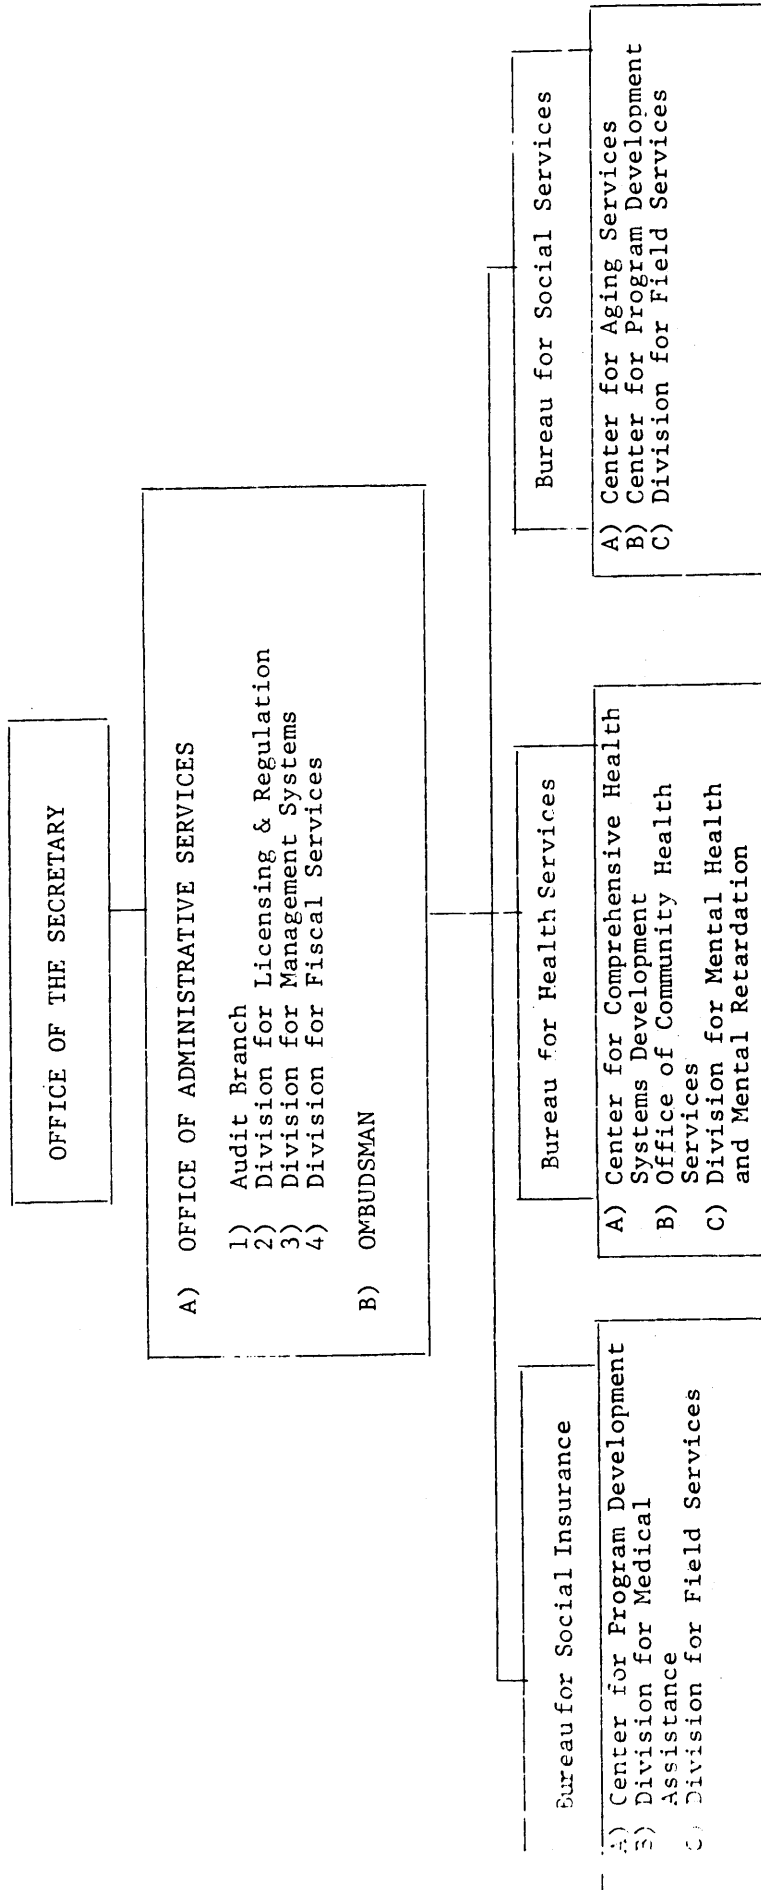 OFFICE OF THE SECRETARY
A) OFFICE OF ADMINISTRATIVE SERVICES
1) Audit Branch
2) Division for Licensing & Regulation
3) Division for Management Systems
4) Division for Fiscal Services
B) OMBUDSMAN
Bureau for Social Insurance
A) Center for Program Development
B) Division for Medical
Assistance
C) Division for Field Services
Bureau for Health Services
A) Center for Comprehensive Health
Systems Development
B) Office of Community Health
Services
C) Division for Mental Health
and Mental Retardation
Bureau for Social Services
A) Center for Aging Services
B) Center for Program Development
C) Division for Field Services